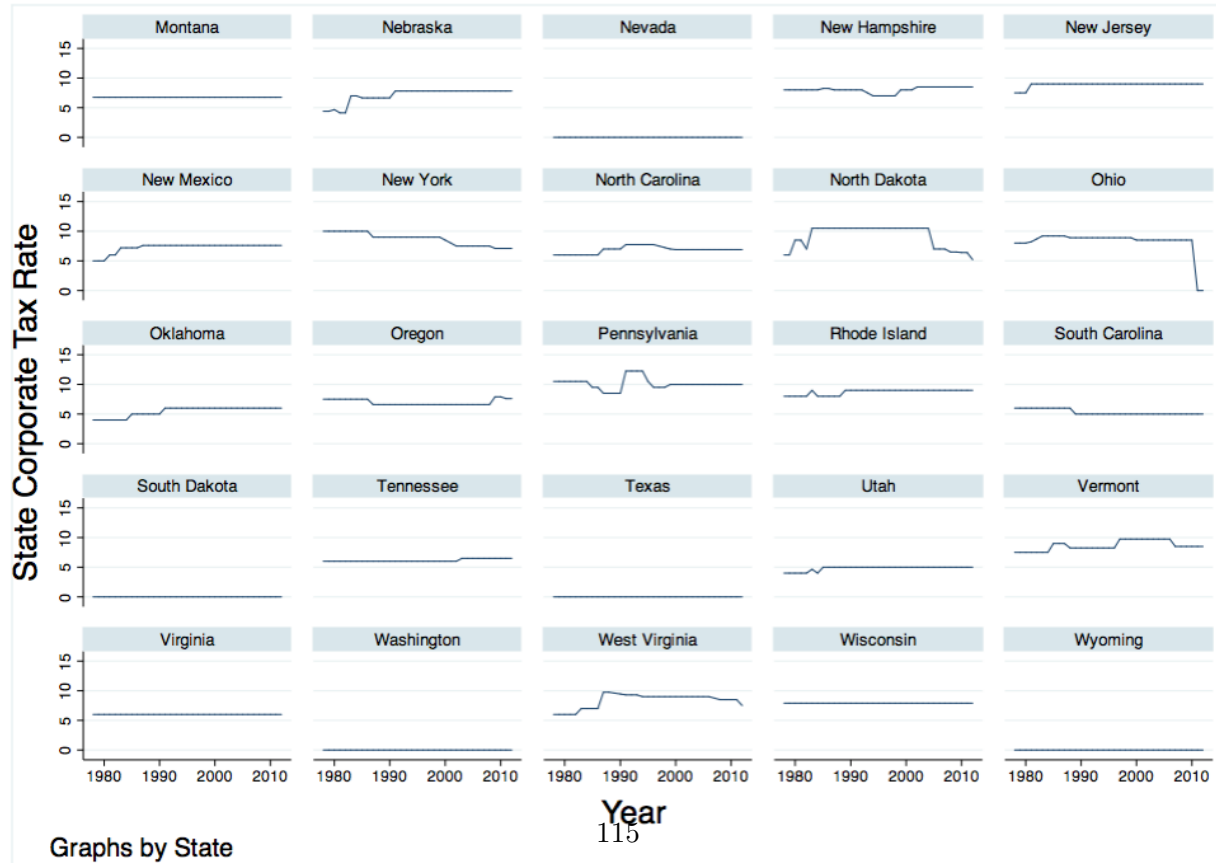 Montana Nebraska Nevada New Hampshire New Jersey
15
10
5
0
New Mexico New York North Carolina North Dakota Ohio
15
10
5
0
Oklahoma Oregon Pennsylvania Rhode Island South Carolina
15
10
5
0
South Dakota Tennessee Texas Utah Vermont
15
10
5
0
Virginia Washington West Virginia Wisconsin Wyoming
15
10
5
0
1980 1990 2000 2010 1980 1990 2000 2010 1980 1990 2000 2010 1980 1990 2000 2010 1980 1990 2000 2010
State Corporate Tax Rate
Year
115
Graphs by State